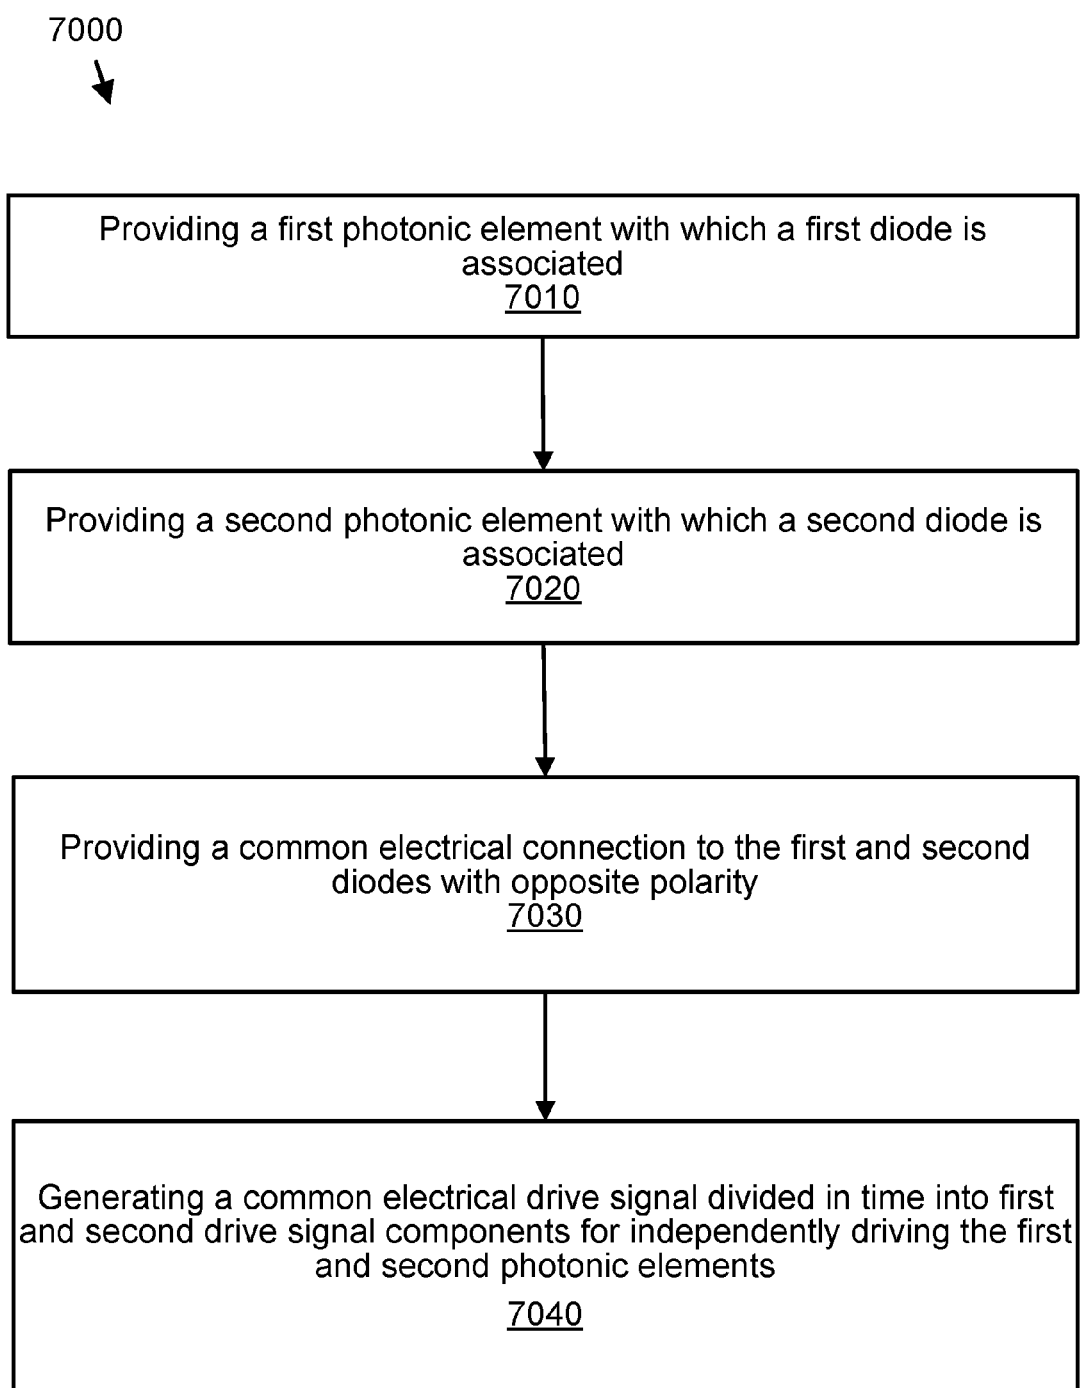 7000
Providing a first photonic element with which a first diode is
associated
7010
Providing a second photonic element with which a second diode is
associated
7020
Providing a common electrical connection to the first and second
diodes with opposite polarity
7030
Generating a common electrical drive signal divided in time into first
and second drive signal components for independently driving the first
and second photonic elements
7040